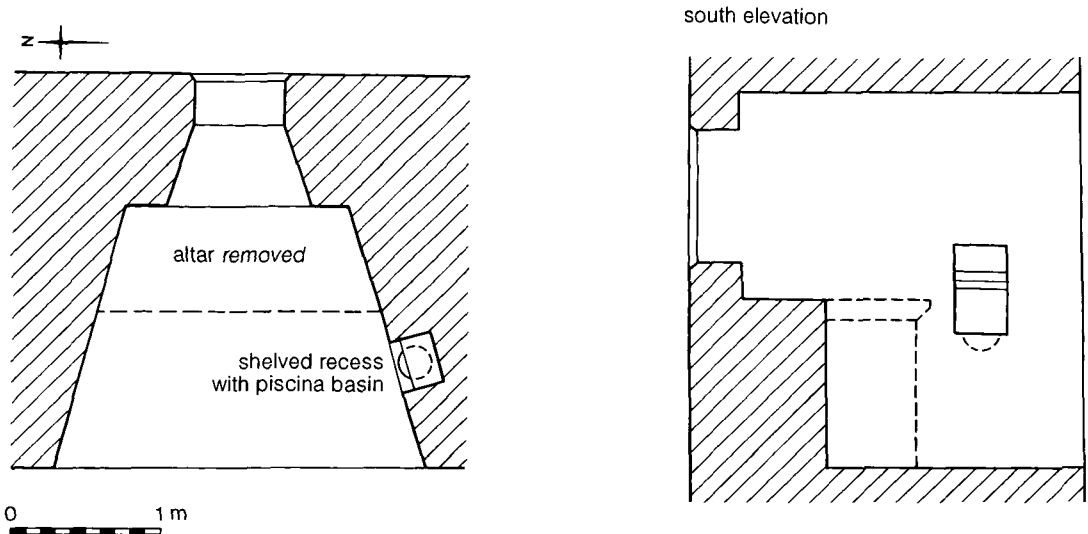 south elevation
N
altar removed
shelved recess
with piscina basin
0 1 m